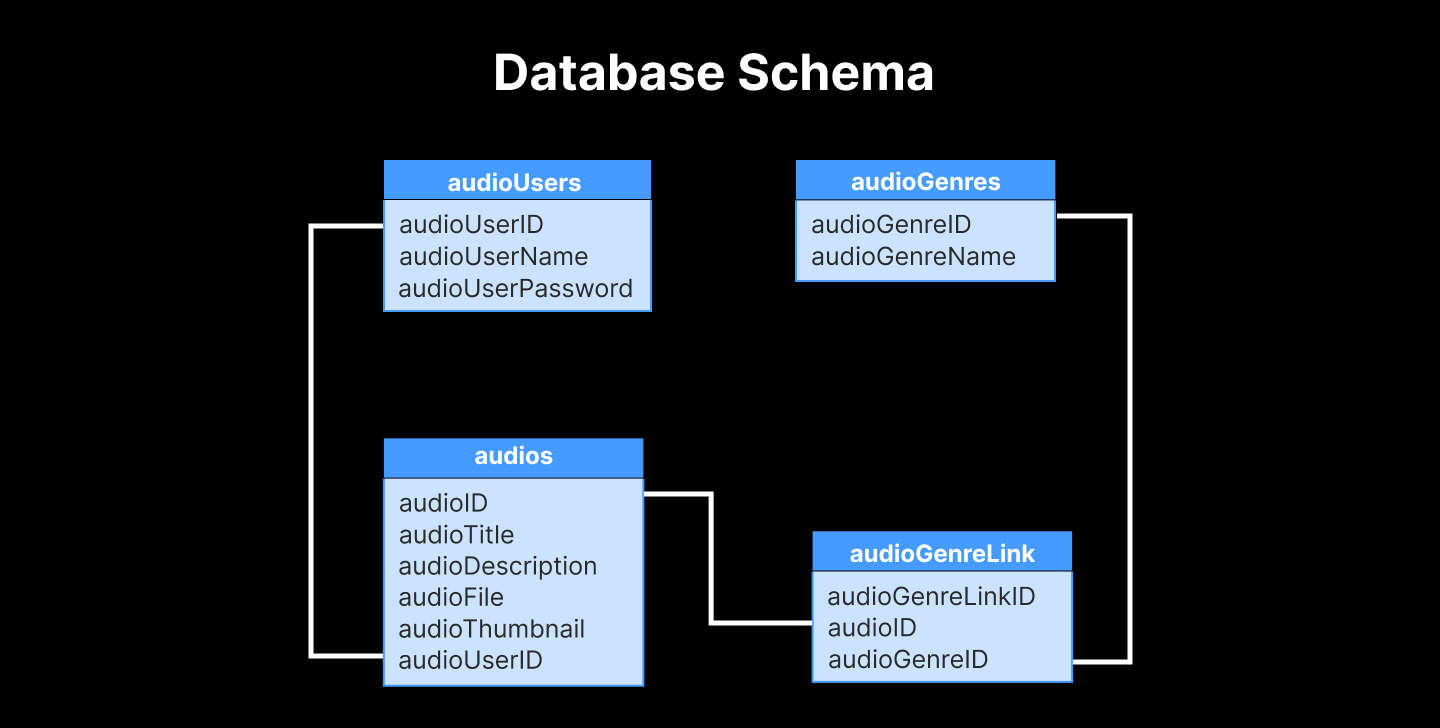 Database Schema
audioUsers
audioUserID
audioUserName
audioUserPassword
audioGenres
audioGenreID
audioGenreName
audios
audioID
audioTitle
audioDescription
audioFile
audioThumbnail
audioUserID
audioGenreLink
audioGenreLinkID
audioID
audioGenreID